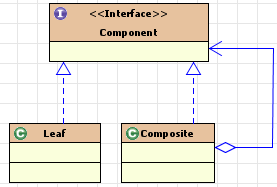 I <<Interface>>
Component
C Leaf
C Composite